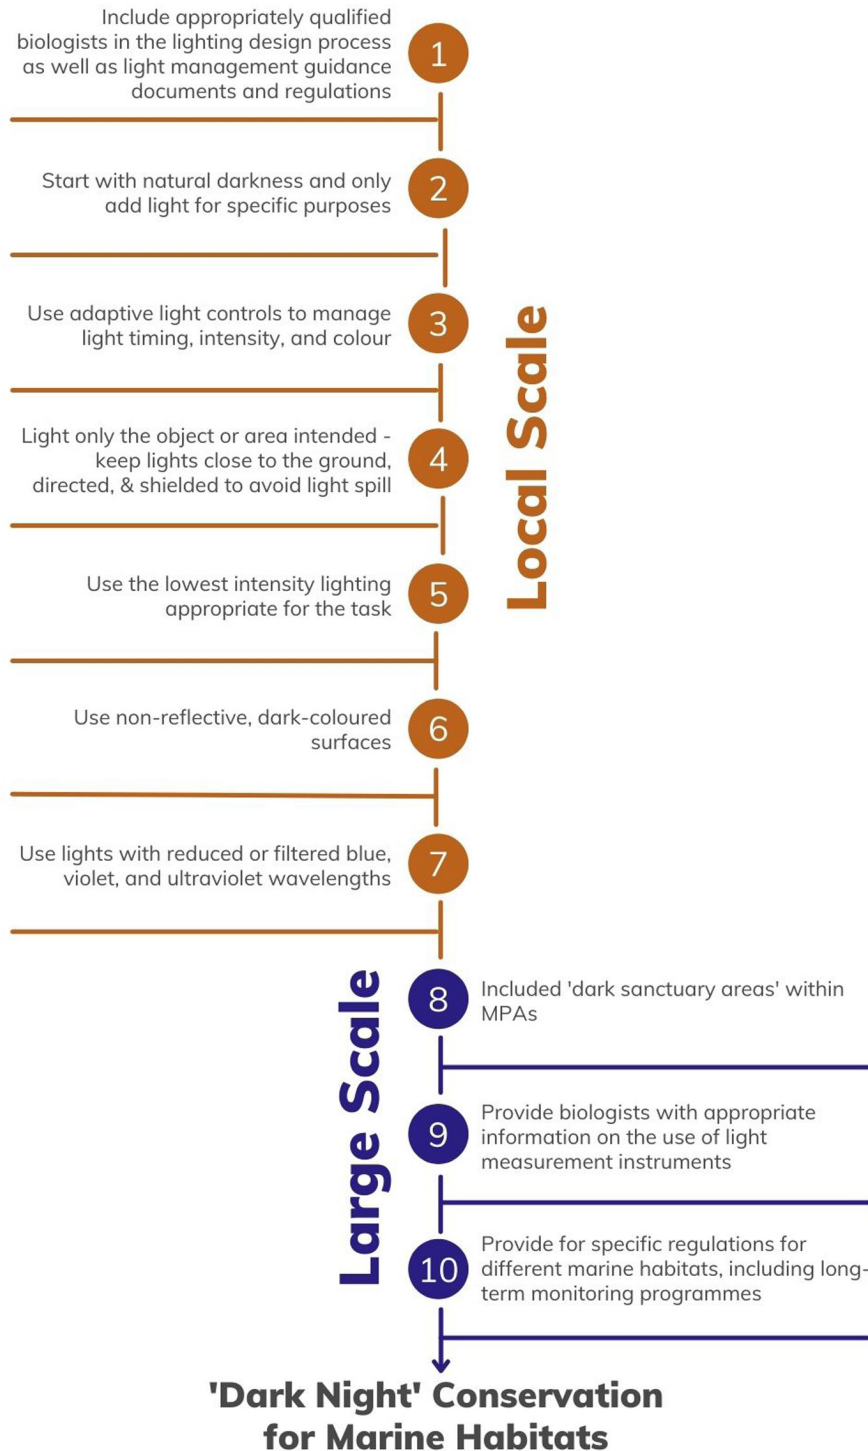 Include appropriately qualified
biologists in the lighting design process
as well as light management guidance
documents and regulations
1
Start with natural darkness and only
add light for specific purposes
2
Use adaptive light controls to manage
light timing, intensity, and colour
3
Light only the object or area intended -
keep lights close to the ground,
directed, & shielded to avoid light spill
4
Use the lowest intensity lighting
appropriate for the task
5
Use non-reflective, dark-coloured
surfaces
6
Use lights with reduced or filtered blue,
violet, and ultraviolet wavelengths
7
Local Scale
Large Scale
8
Included 'dark sanctuary areas' within
MPAs
9
Provide biologists with appropriate
information on the use of light
measurement instruments
10
Provide for specific regulations for
different marine habitats, including long-
term monitoring programmes
'Dark Night' Conservation
for Marine Habitats